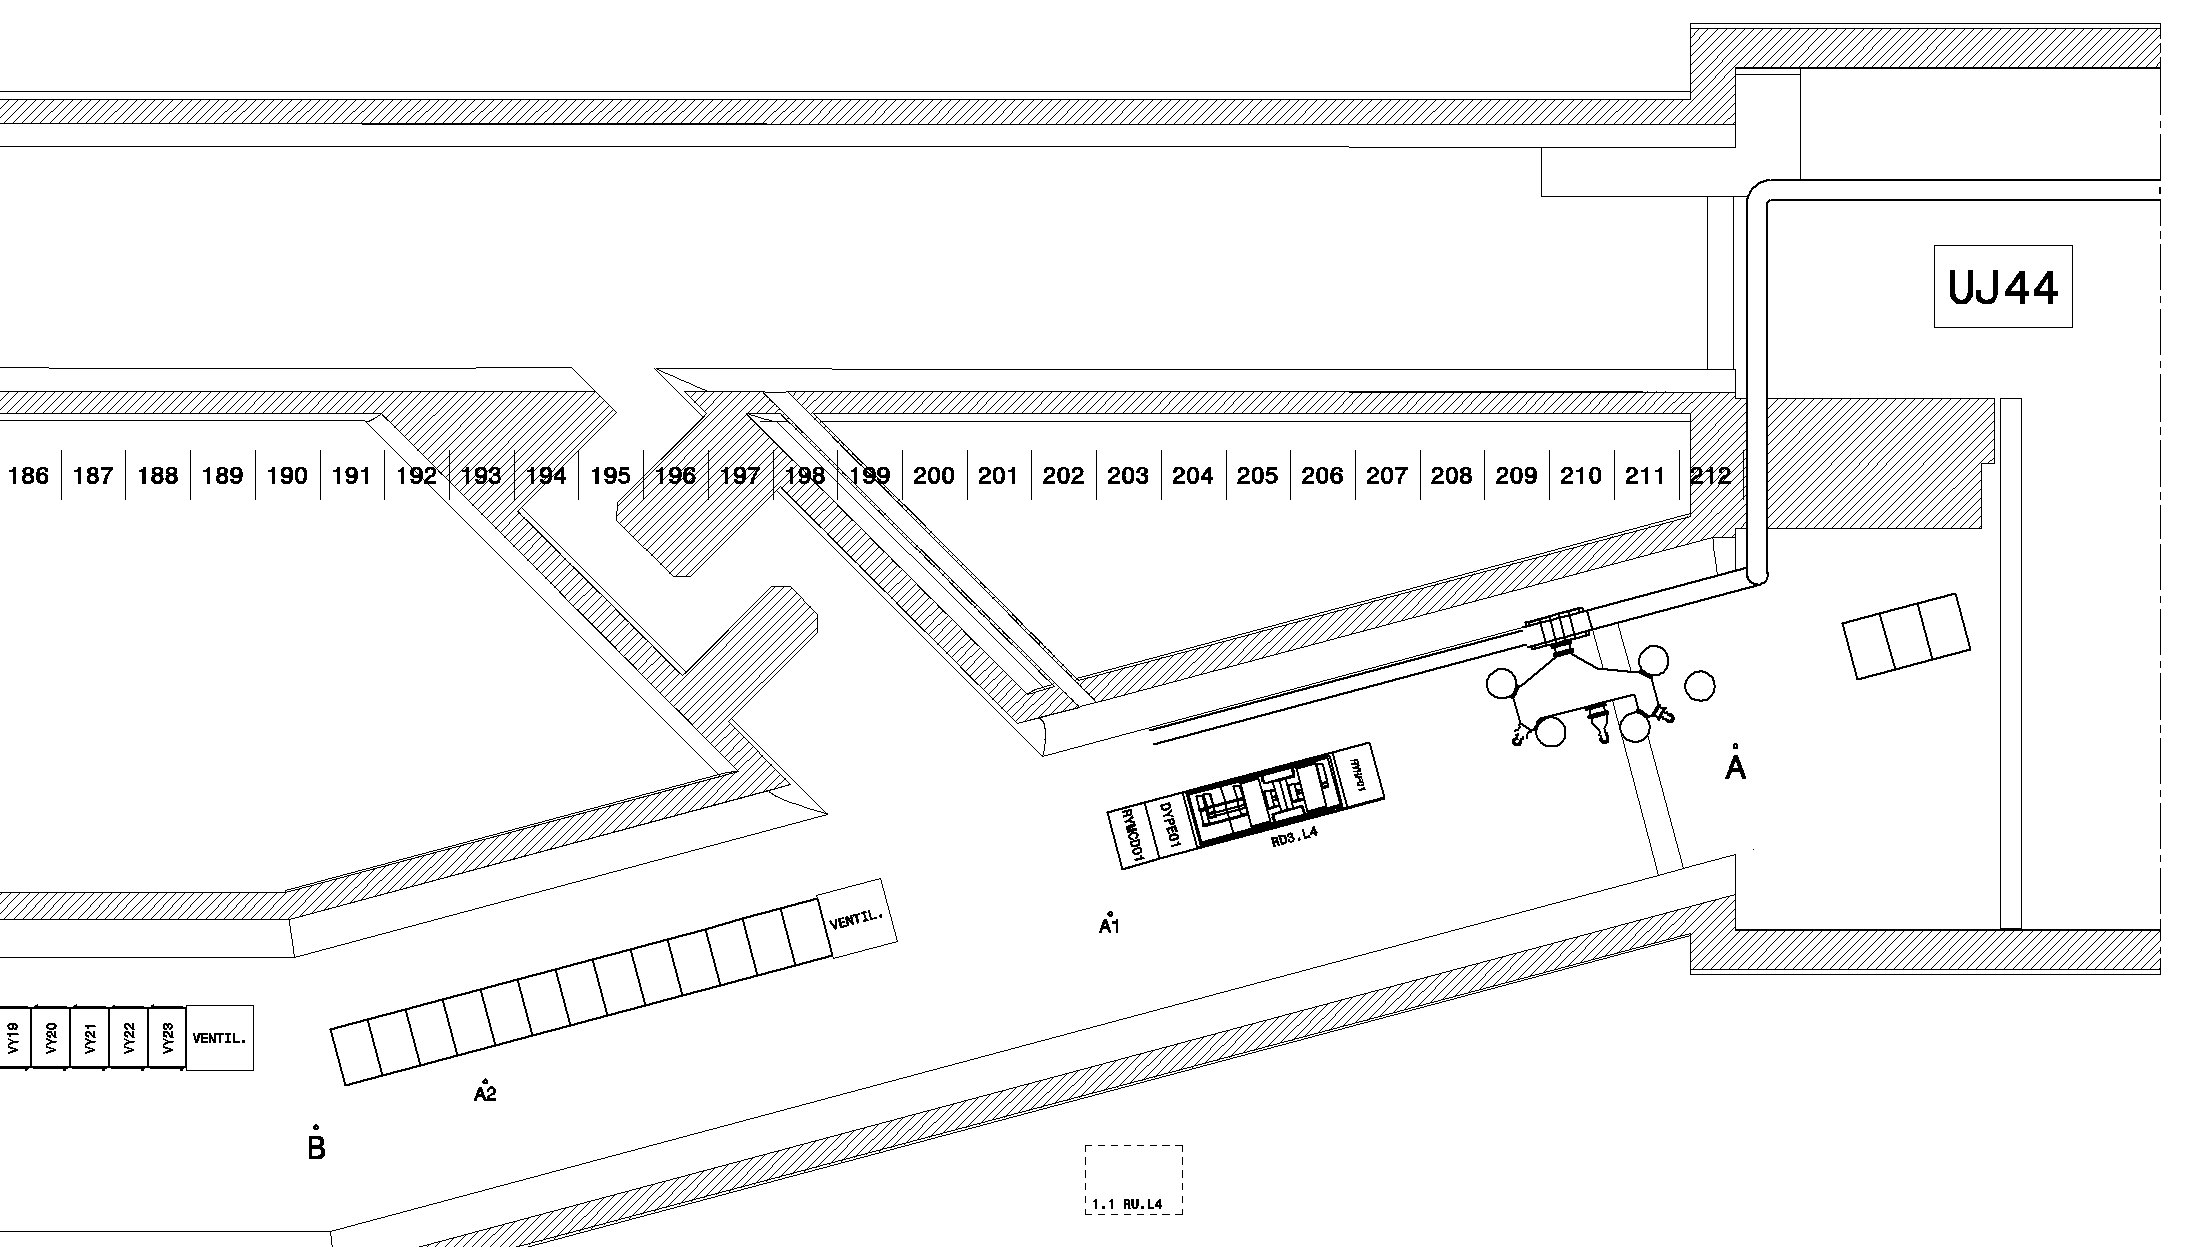 UJ44
186 187 188 189 190 191 192 193 194 195 196 197 198 199 200 201 202 203 204 205 206 207 208 209 210 211 212
A
RYMCD01
DYPE01
RD3.L4
A1
VENTIL.
VY19
VY20
VY21
VY22
VY23
VENTIL.
A2
B
1.1 RU.L4